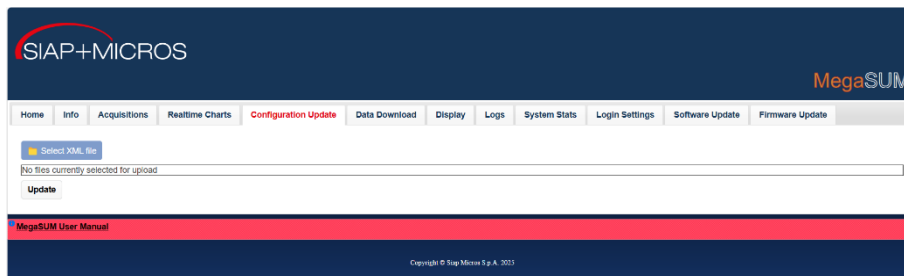 SIAP+MICROS
MegaSUM
Home Info Acquisitions Realtime Charts Configuration Update Data Download Display Logs System Stats Login Settings Software Update Firmware Update
Select XML file
No files currently selected for upload
Update
MegaSUM User Manual
Copyright © Siap Micros S.p.A. 2023